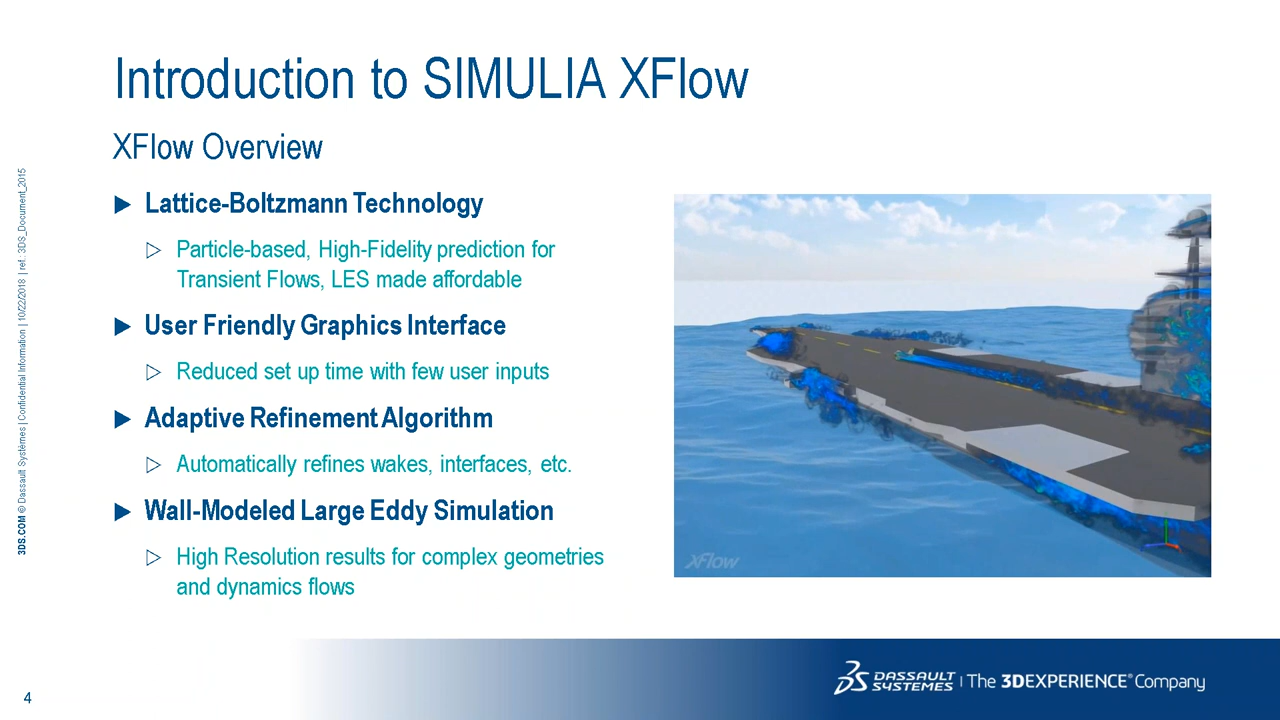 Introduction to SIMULIA XFlow
XFlow Overview
Lattice-Boltzmann Technology
Particle-based, High-Fidelity prediction for
Transient Flows, LES made affordable
User Friendly Graphics Interface
Reduced set up time with few user inputs
Adaptive Refinement Algorithm
Automatically refines wakes, interfaces, etc.
Wall-Modeled Large Eddy Simulation
High Resolution results for complex geometries
and dynamics flows
XFlow
3DS.COM © Dassault Systèmes | Confidential Information | 10/22/2018 | ref.: 3DS_Document_2015
4
DASSAULT
SYSTEMES | The 3DEXPERIENCE® Company